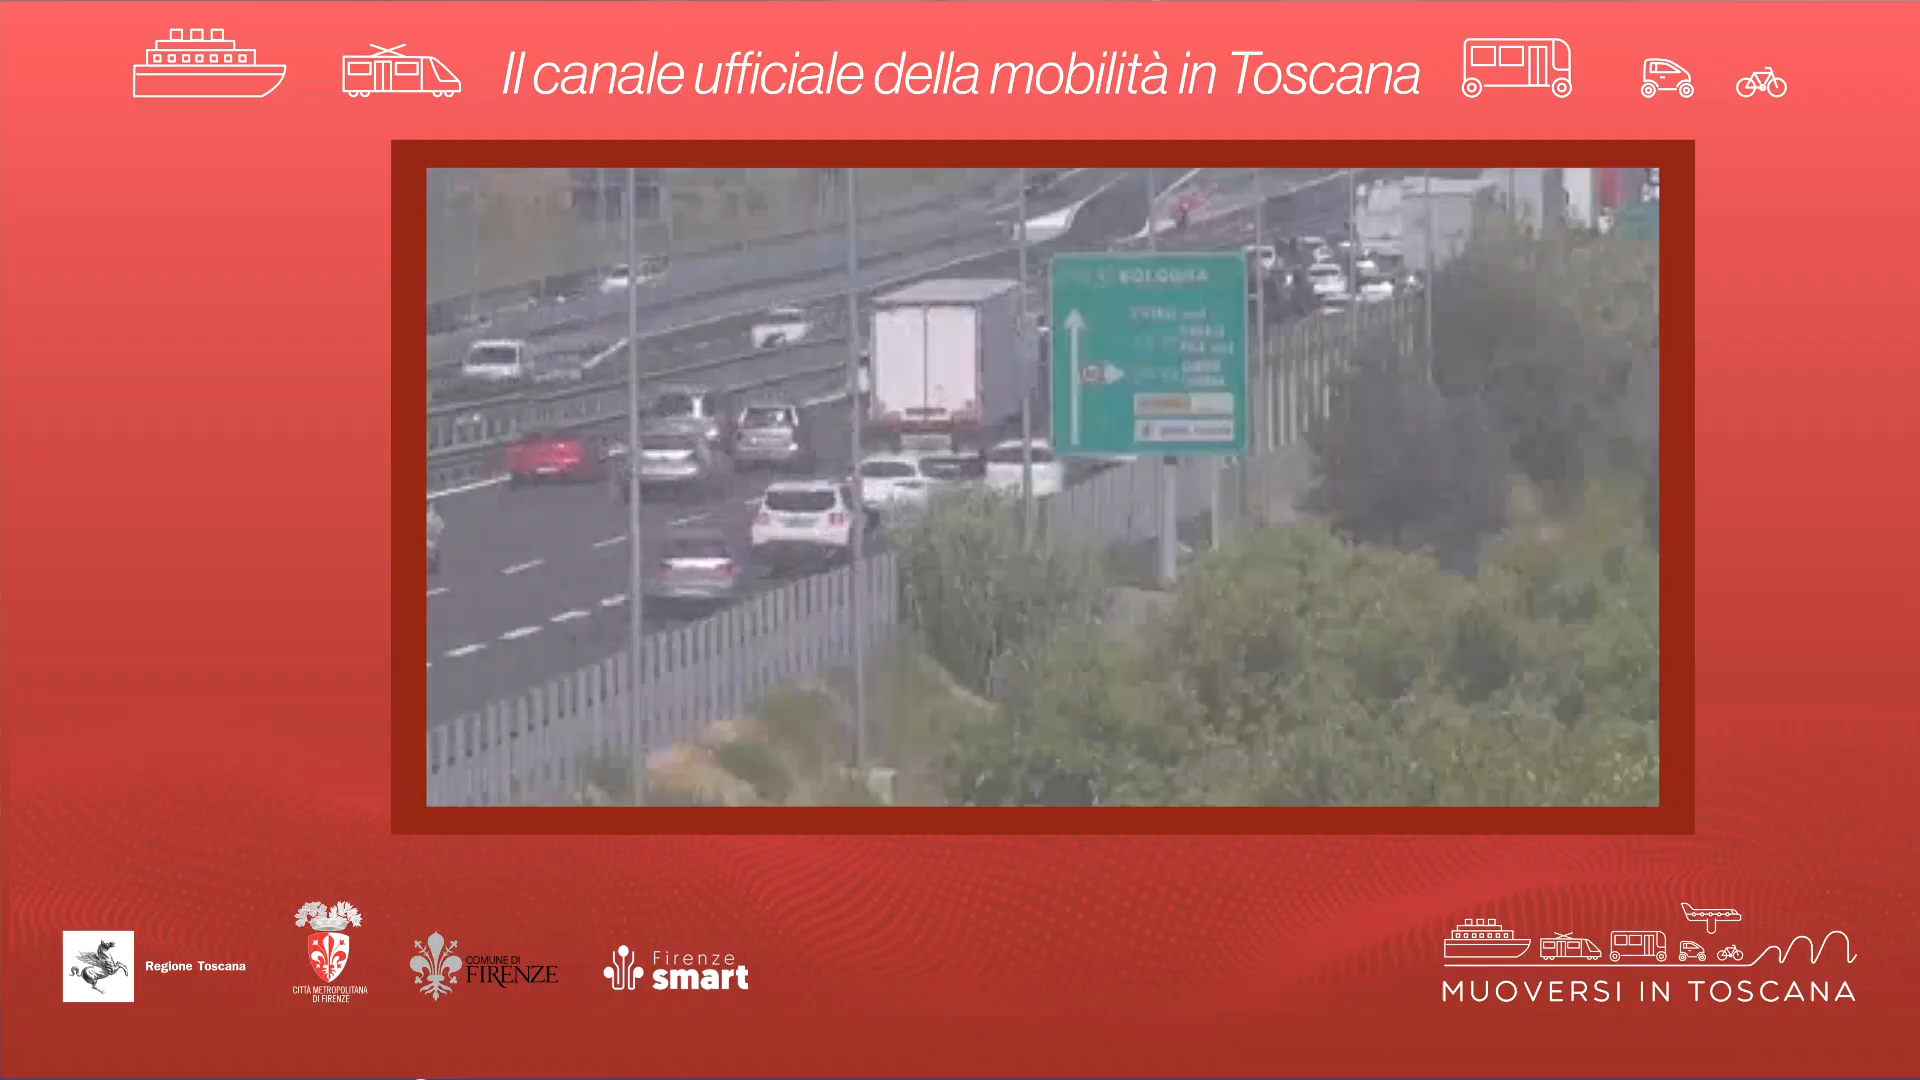 Il canale ufficiale della mobilità in Toscana
BOLOGNA
Regione Toscana
CITTÀ METROPOLITANA
DI FIRENZE
COMUNE DI
FIRENZE
Firenze
smart
MUOVERSI IN TOSCANA